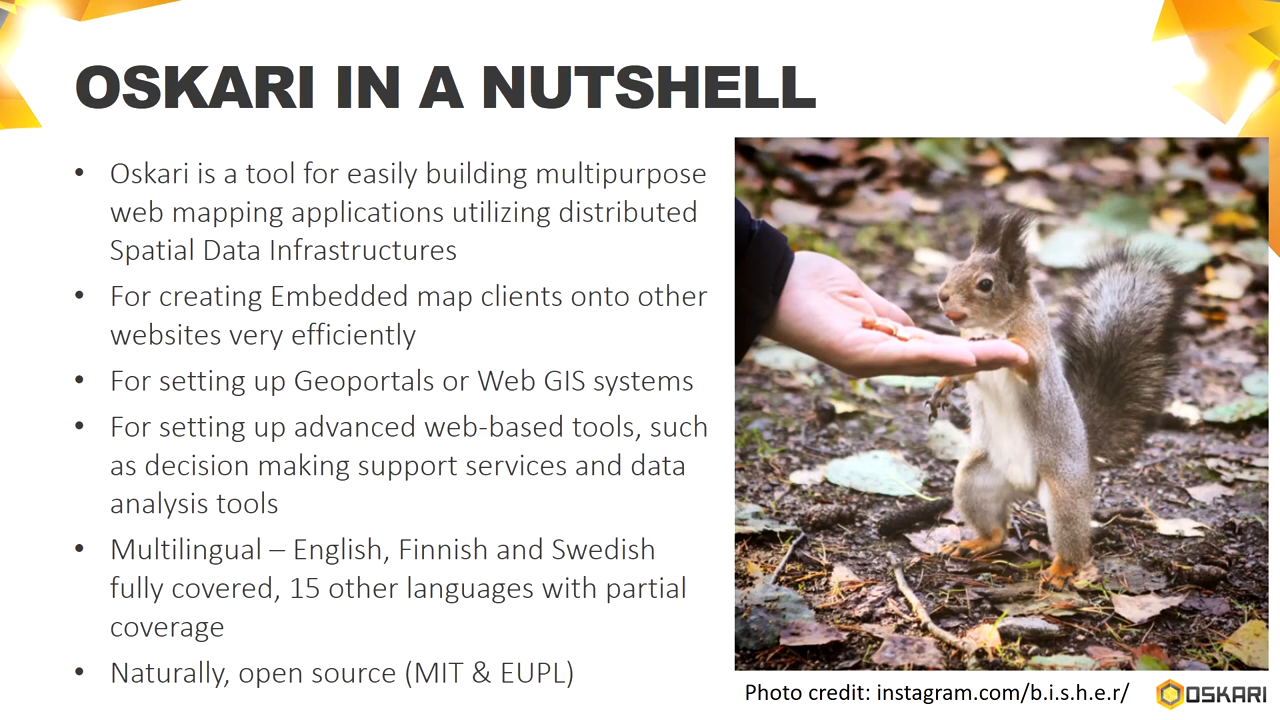 OSKARI IN A NUTSHELL
• Oskari is a tool for easily building multipurpose
web mapping applications utilizing distributed
Spatial Data Infrastructures
• For creating Embedded map clients onto other
websites very efficiently
• For setting up Geoportals or Web GIS systems
• For setting up advanced web-based tools, such
as decision making support services and data
analysis tools
• Multilingual – English, Finnish and Swedish
fully covered, 15 other languages with partial
coverage
• Naturally, open source (MIT & EUPL)
Photo credit: instagram.com/b.i.s.h.e.r/
OSKARI